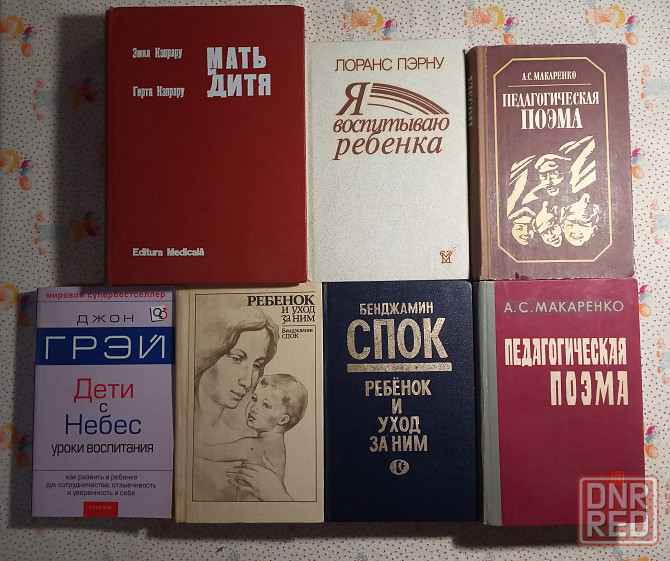 Эмил Кэпрару
Герта Кэпрару
МАТЬ
и
ДИТЯ
Editura Medicală
ЛОРАНС ПЭРНУ
Я
воспитываю
ребенка
М
А.С. МАКАРЕНКО
ПЕДАГОГИЧЕСКАЯ
ПОЭМА
мировой супербестселлер
ДЖОН
ГРЭЙ
Дети
с
Небес
уроки воспитания
как развить в ребенке
дух сотрудничества, отзывчивость
и уверенность в себе
РЕБЕНОК
И УХОД
ЗА НИМ
Бенджамин
СПОК
БЕНДЖАМИН
СПОК
РЕБЁНОК
И
УХОД
ЗА НИМ
А.С. МАКАРЕНКО
ПЕДАГОГИЧЕСКАЯ
ПОЭМА
DNR
RED